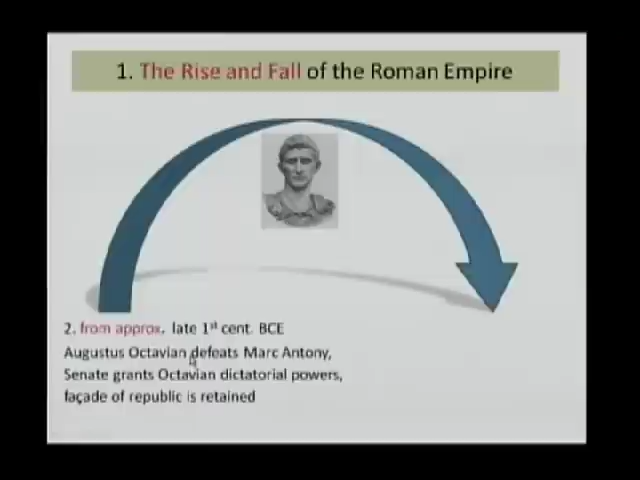 1. The Rise and Fall of the Roman Empire
2. from approx. late 1st cent. BCE
Augustus Octavian defeats Marc Antony,
Senate grants Octavian dictatorial powers,
façade of republic is retained